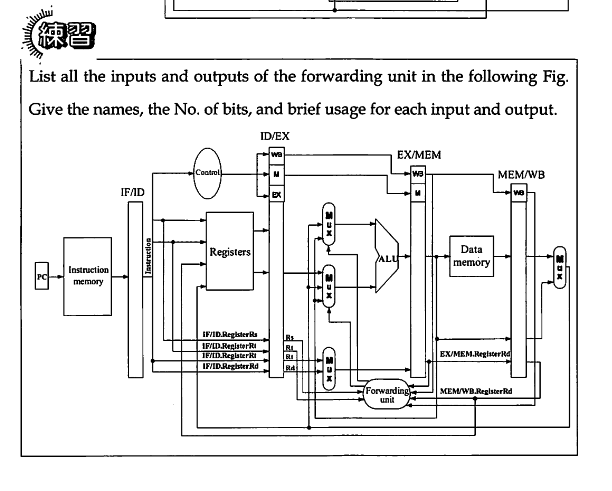 練習
List all the inputs and outputs of the forwarding unit in the following Fig.
Give the names, the No. of bits, and brief usage for each input and output.
ID/EX
EX/MEM
MEM/WB
IF/ID
Control
WB
M
EX
WB
M
WB
PC
Instruction
memory
Instruction
Registers
Mux
Mux
Mux
ALU
Data
memory
Mux
IF/ID.RegisterRs
IF/ID.RegisterRt
IF/ID.RegisterRt
IF/ID.RegisterRd
Rs
Rt
Rt
Rd
EX/MEM.RegisterRd
Forwarding
unit
MEM/WB.RegisterRd